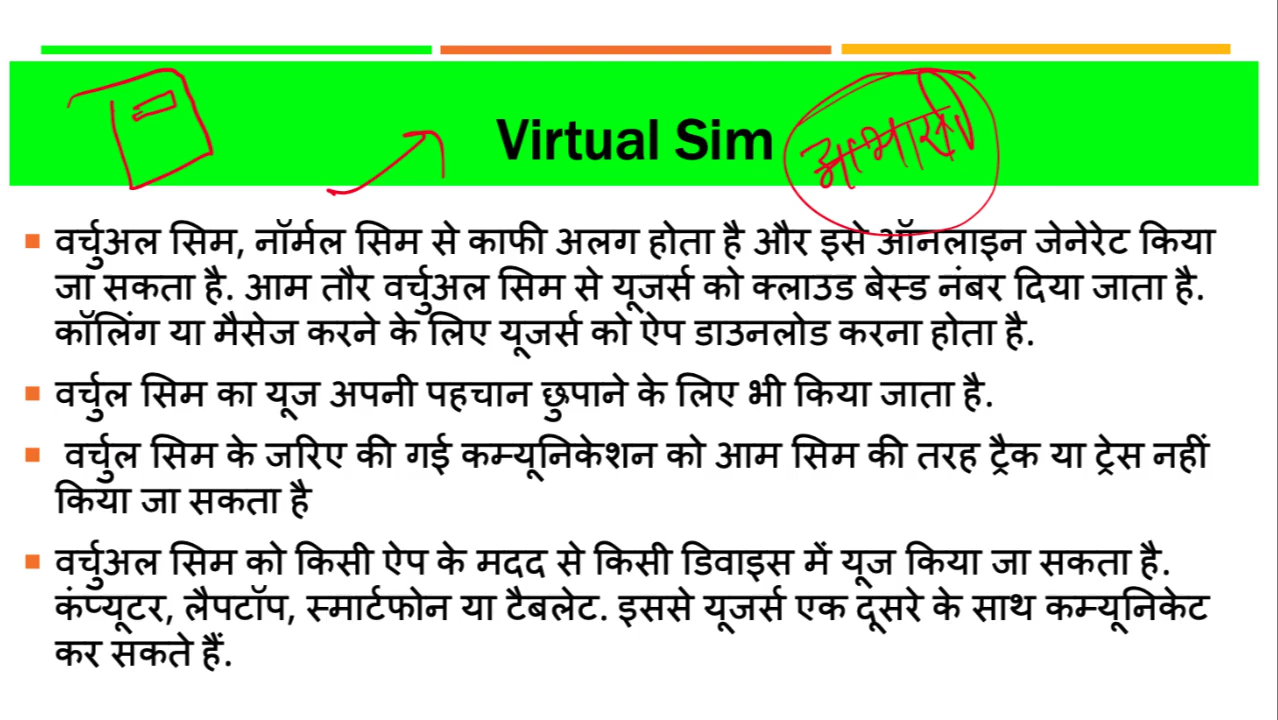 Virtual Sim
आभासी
वर्चुअल सिम, नॉर्मल सिम से काफी अलग होता है और इसे ऑनलाइन जेनेरेट किया
जा सकता है. आम तौर वर्चुअल सिम से यूजर्स को क्लाउड बेस्ड नंबर दिया जाता है.
कॉलिंग या मैसेज करने के लिए यूजर्स को ऐप डाउनलोड करना होता है.
वर्चुल सिम का यूज अपनी पहचान छुपाने के लिए भी किया जाता है.
वर्चुल सिम के जरिए की गई कम्यूनिकेशन को आम सिम की तरह ट्रैक या ट्रेस नहीं
किया जा सकता है
वर्चुअल सिम को किसी ऐप के मदद से किसी डिवाइस में यूज किया जा सकता है.
कंप्यूटर, लैपटॉप, स्मार्टफोन या टैबलेट. इससे यूजर्स एक दूसरे के साथ कम्यूनिकेट
कर सकते हैं.